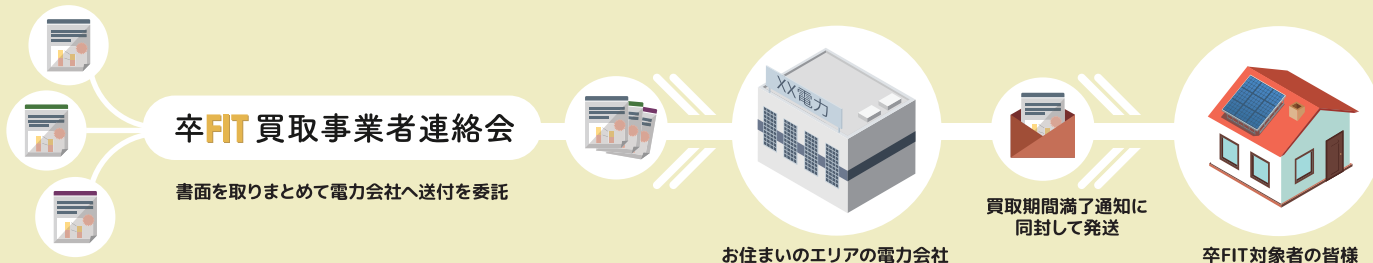 卒FIT買取事業者連絡会
書面を取りまとめて電力会社へ送付を委託
XX電力
お住まいのエリアの電力会社
買取期間満了通知に
同封して発送
卒FIT対象者の皆様